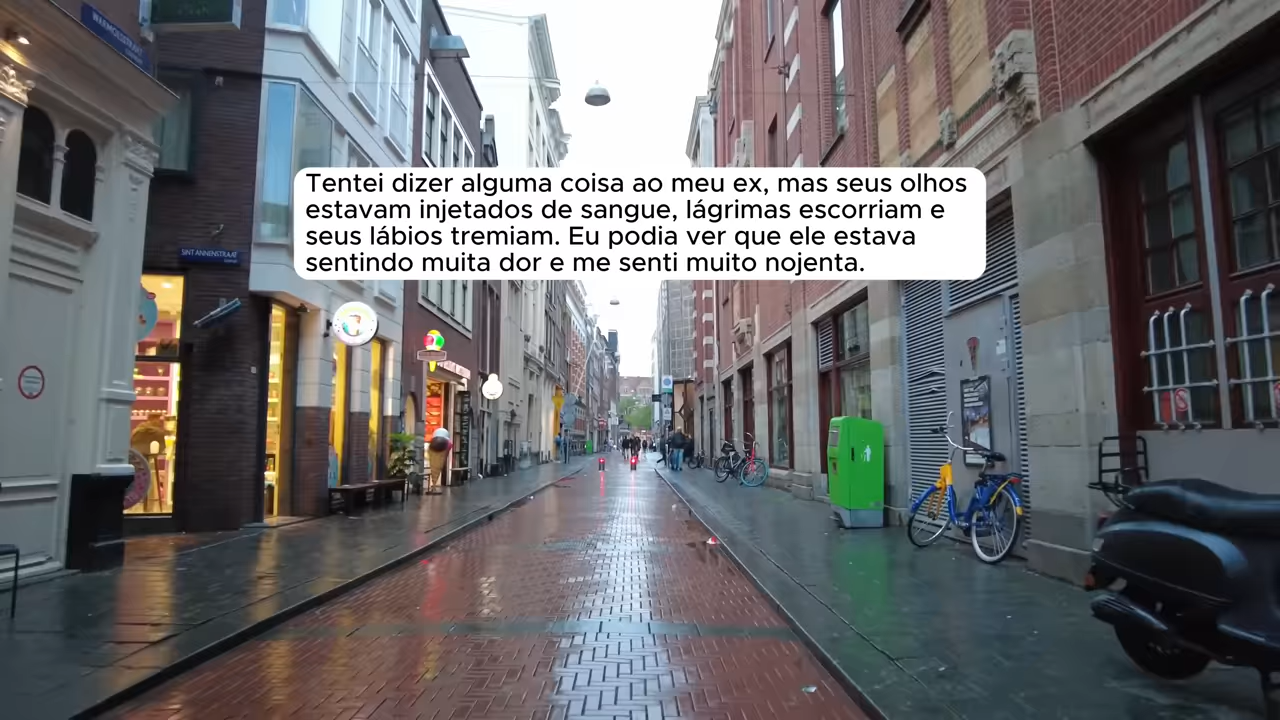 WARMOESSTRAAT
Tentei dizer alguma coisa ao meu ex, mas seus olhos
estavam injetados de sangue, lágrimas escorriam e
seus lábios tremiam. Eu podia ver que ele estava
sentindo muita dor e me senti muito nojenta.
SINT ANNENSTRAAT